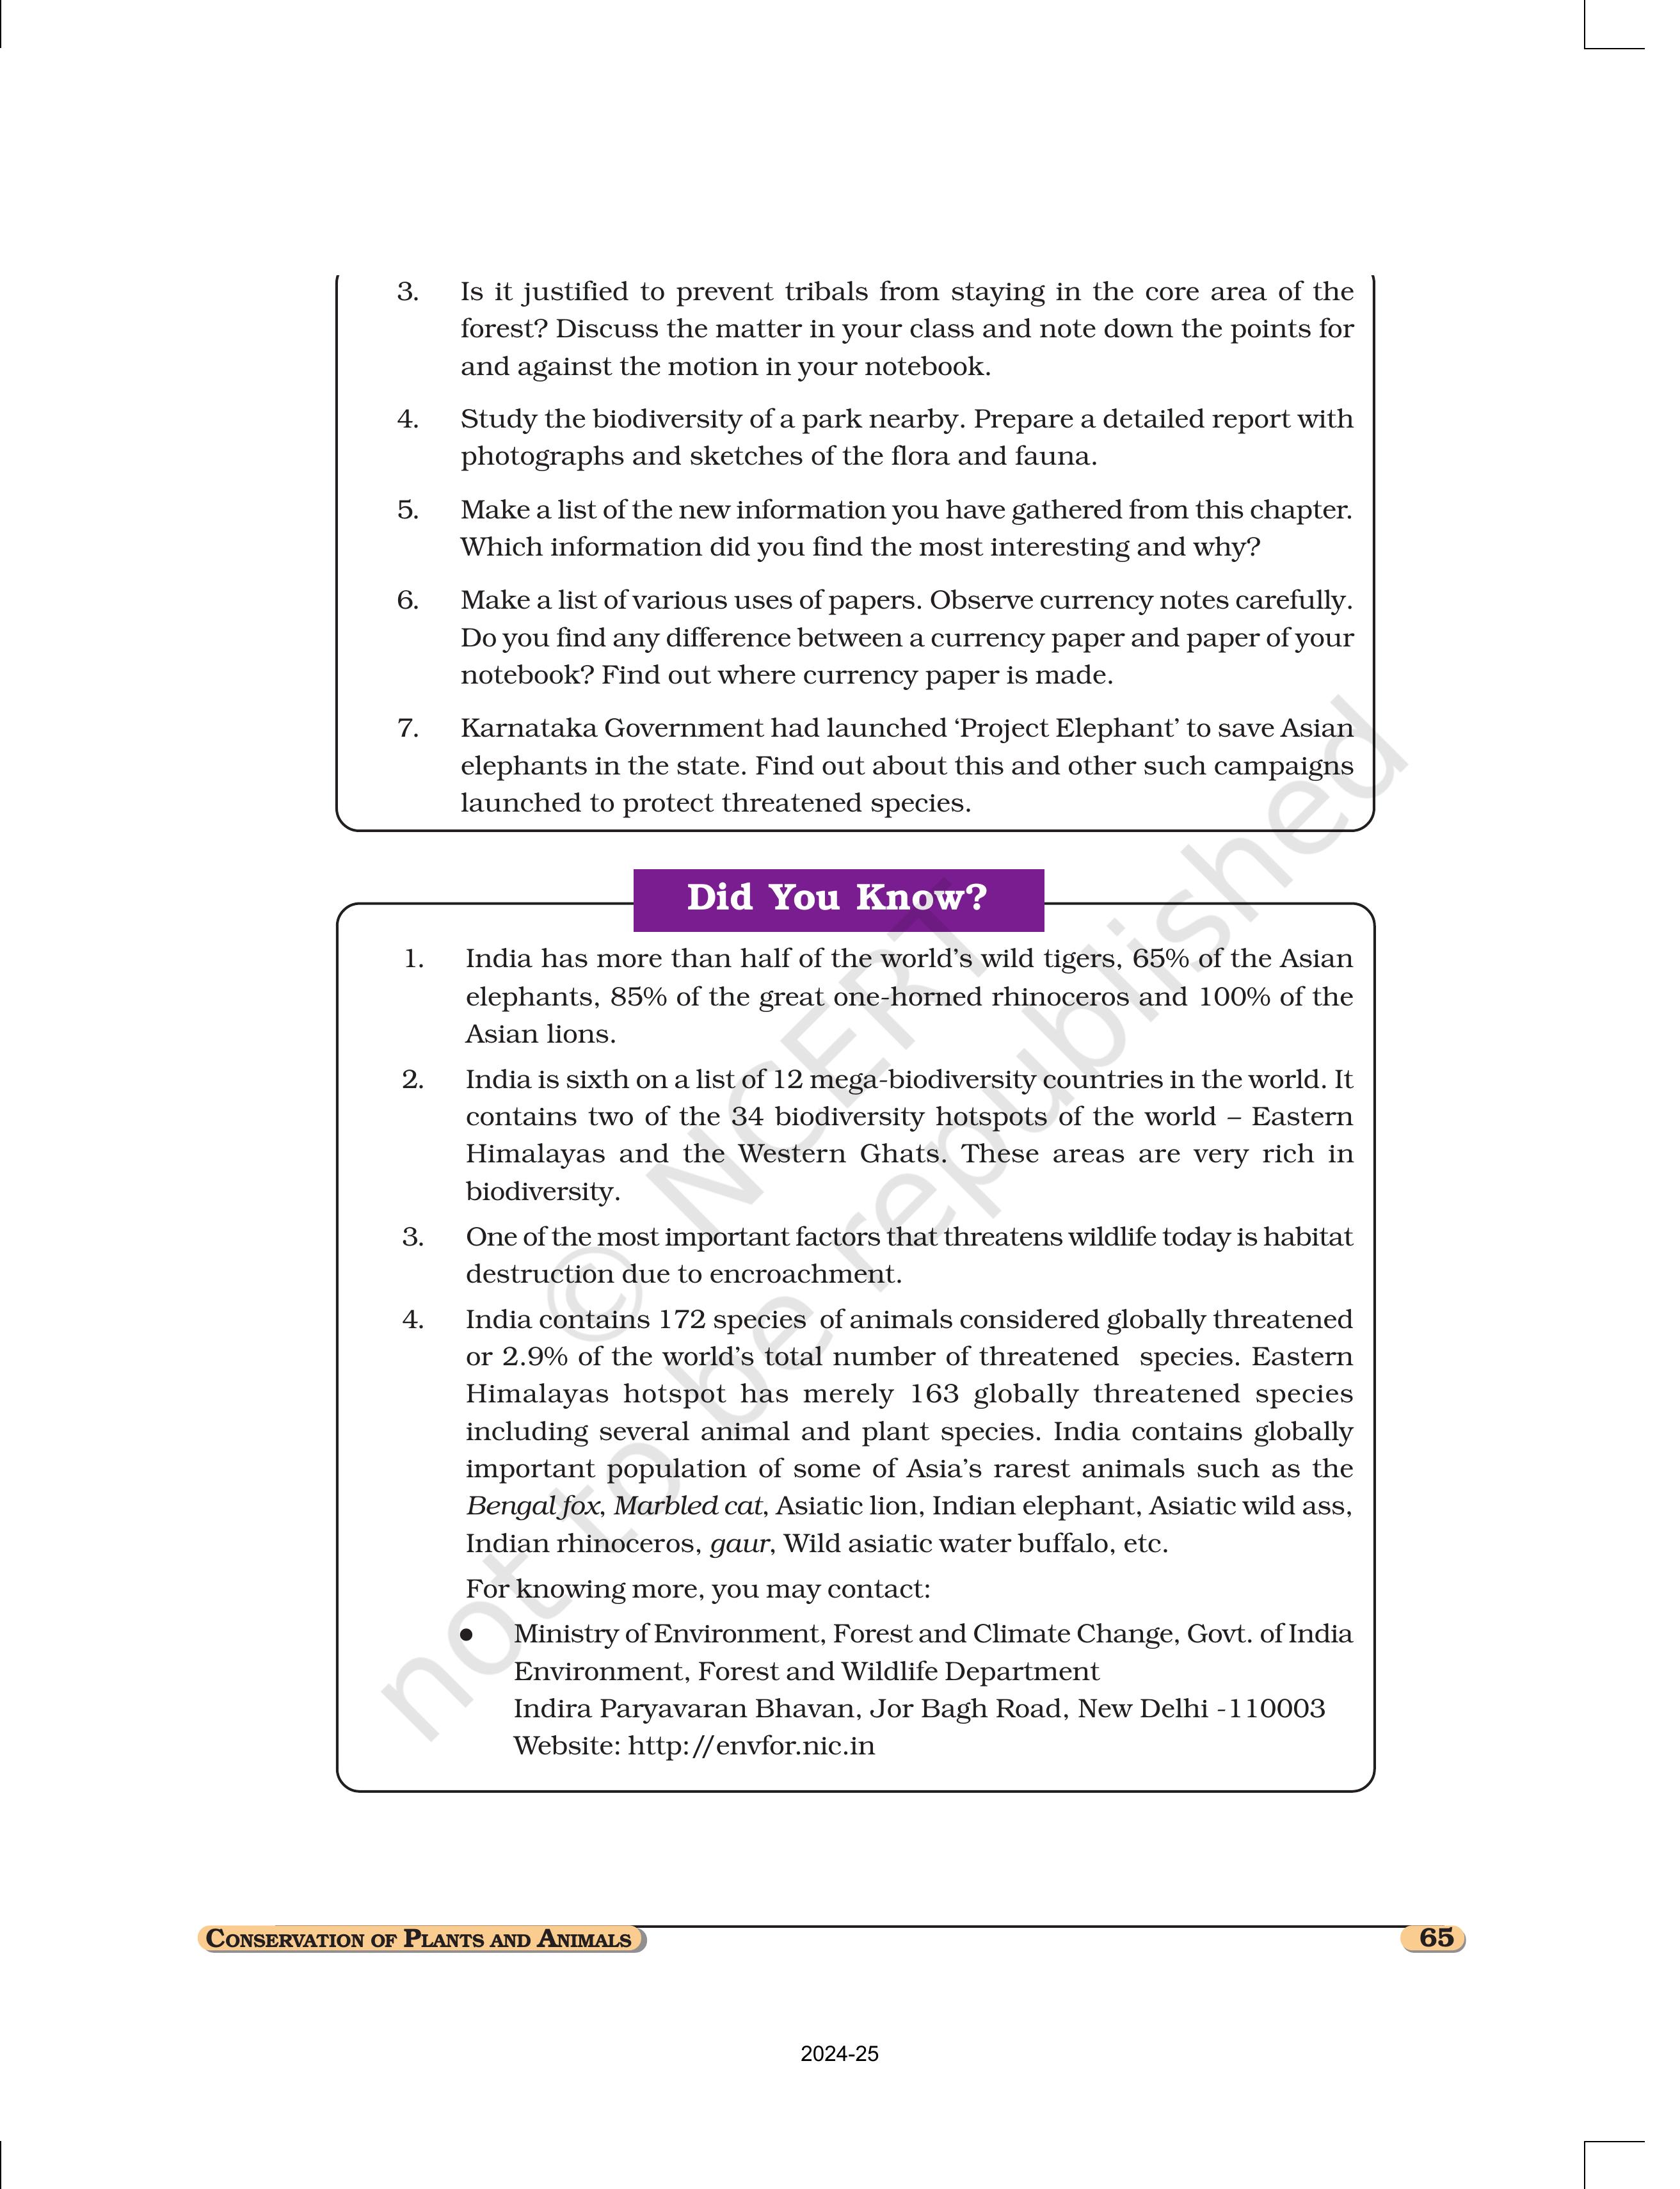 3. Is it justified to prevent tribals from staying in the core area of the
forest? Discuss the matter in your class and note down the points for
and against the motion in your notebook.
4. Study the biodiversity of a park nearby. Prepare a detailed report with
photographs and sketches of the flora and fauna.
5. Make a list of the new information you have gathered from this chapter.
Which information did you find the most interesting and why?
6. Make a list of various uses of papers. Observe currency notes carefully.
Do you find any difference between a currency paper and paper of your
notebook? Find out where currency paper is made.
7. Karnataka Government had launched ‘Project Elephant’ to save Asian
elephants in the state. Find out about this and other such campaigns
launched to protect threatened species.
Did You Know?
1. India has more than half of the world’s wild tigers, 65% of the Asian
elephants, 85% of the great one-horned rhinoceros and 100% of the
Asian lions.
2. India is sixth on a list of 12 mega-biodiversity countries in the world. It
contains two of the 34 biodiversity hotspots of the world – Eastern
Himalayas and the Western Ghats. These areas are very rich in
biodiversity.
3. One of the most important factors that threatens wildlife today is habitat
destruction due to encroachment.
4. India contains 172 species of animals considered globally threatened
or 2.9% of the world’s total number of threatened species. Eastern
Himalayas hotspot has merely 163 globally threatened species
including several animal and plant species. India contains globally
important population of some of Asia’s rarest animals such as the
Bengal fox, Marbled cat, Asiatic lion, Indian elephant, Asiatic wild ass,
Indian rhinoceros, gaur, Wild asiatic water buffalo, etc.
For knowing more, you may contact:
● Ministry of Environment, Forest and Climate Change, Govt. of India
Environment, Forest and Wildlife Department
Indira Paryavaran Bhavan, Jor Bagh Road, New Delhi -110003
Website: http://envfor.nic.in
© NCERT
not to be republished
CONSERVATION OF PLANTS AND ANIMALS
65
2024-25